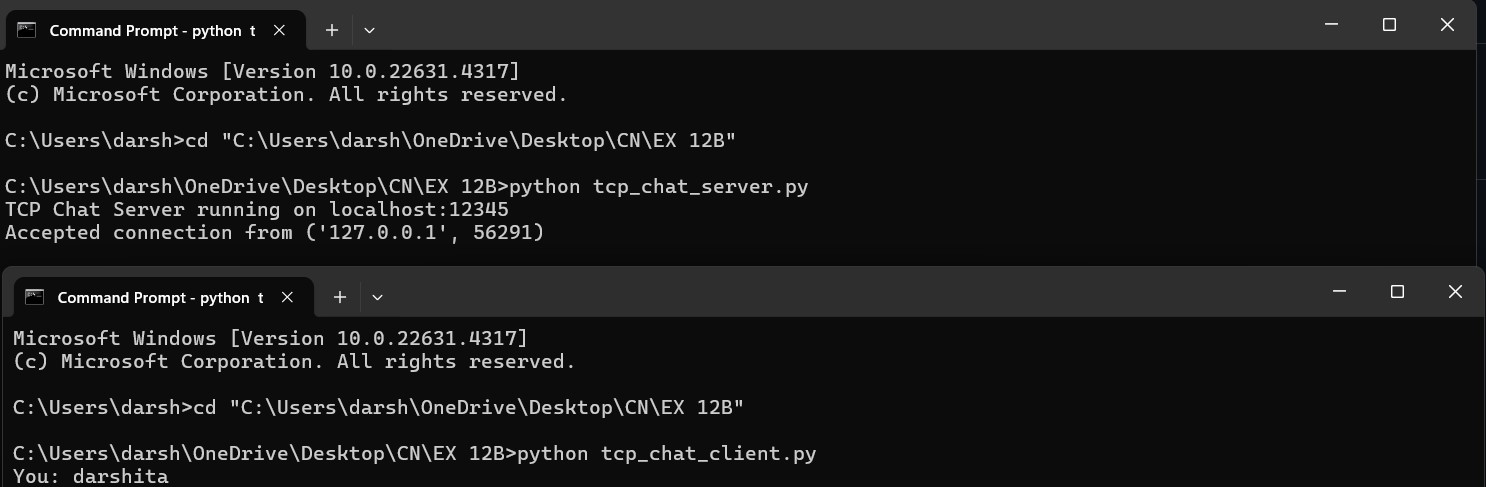 Command Prompt - python t
Microsoft Windows [Version 10.0.22631.4317]
(c) Microsoft Corporation. All rights reserved.
C:\Users\darsh>cd "C:\Users\darsh\OneDrive\Desktop\CN\EX 12B"
C:\Users\darsh\OneDrive\Desktop\CN\EX 12B>python tcp_chat_server.py
TCP Chat Server running on localhost:12345
Accepted connection from ('127.0.0.1', 56291)
Command Prompt - python t
Microsoft Windows [Version 10.0.22631.4317]
(c) Microsoft Corporation. All rights reserved.
C:\Users\darsh>cd "C:\Users\darsh\OneDrive\Desktop\CN\EX 12B"
C:\Users\darsh\OneDrive\Desktop\CN\EX 12B>python tcp_chat_client.py
You: darshita